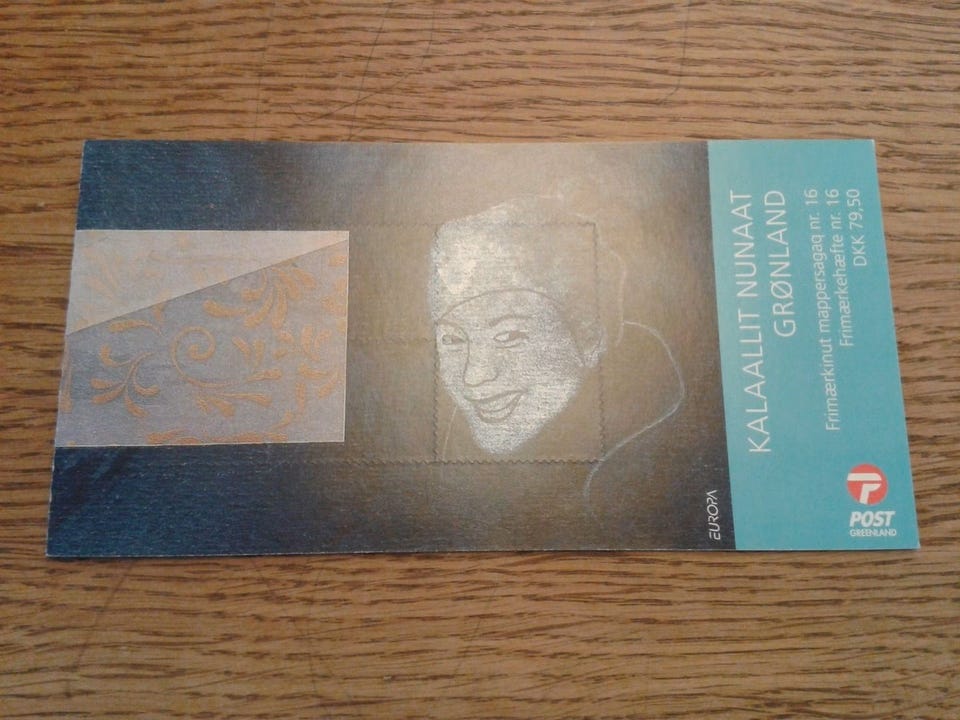 KALAALLIT NUNAAT
GRØNLAND
Frimærkinut mappersagaq nr. 16
Frimærkehæfte nr. 16
DKK 79,50
POST
GREENLAND
EUROPA